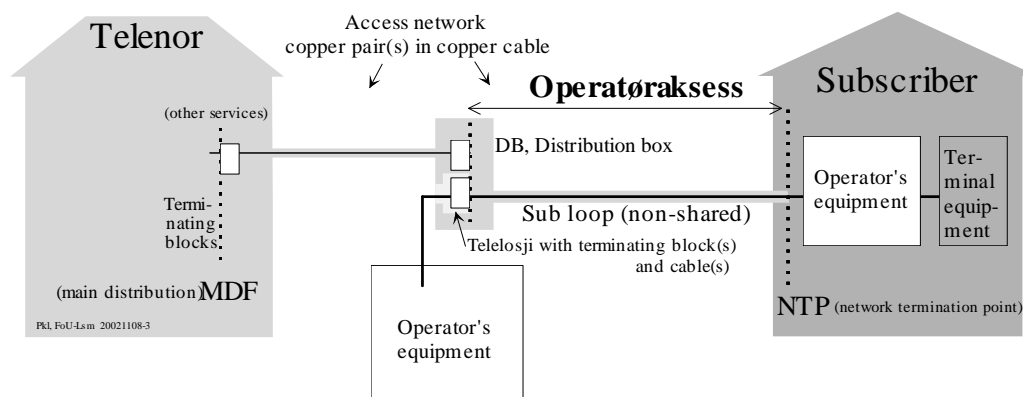 Telenor
Access network
copper pair(s) in copper cable
Operatøraksess
Subscriber
(other services)
DB, Distribution box
Termi-
nating
blocks
Operator's
equipment
Ter-
minal
equip-
ment
Sub loop (non-shared)
Telelosji with terminating block(s)
and cable(s)
(main distribution)MDF
NTP (network termination point)
Pkl, FoU-Lsm 20021108-3
Operator's
equipment